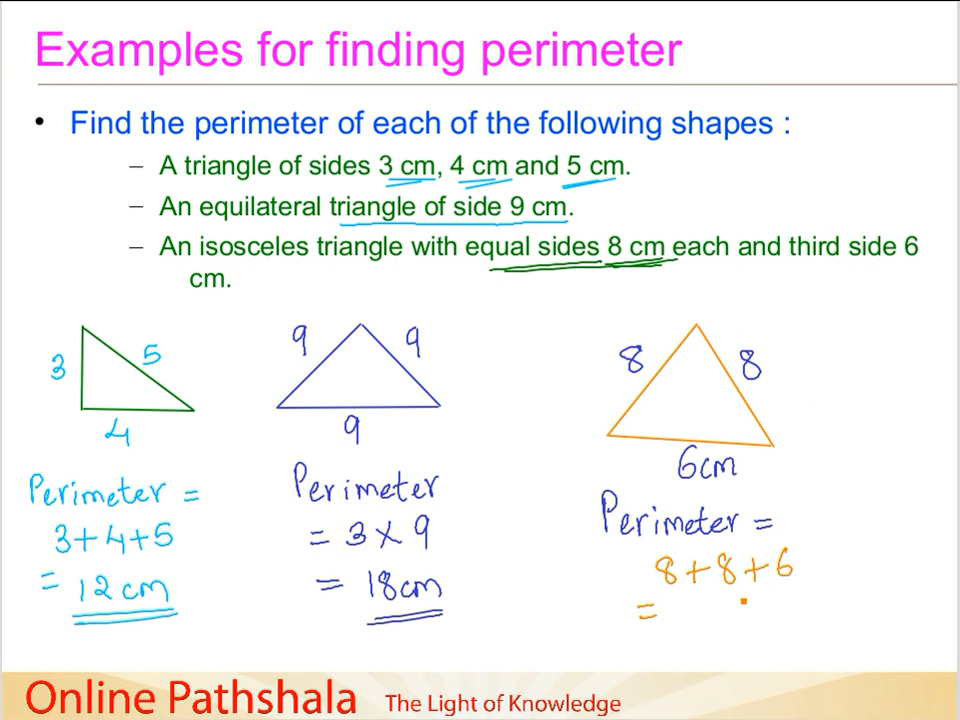 Examples for finding perimeter
• Find the perimeter of each of the following shapes :
– A triangle of sides 3 cm, 4 cm and 5 cm.
– An equilateral triangle of side 9 cm.
– An isosceles triangle with equal sides 8 cm each and third side 6
cm.
3
5
4
Perimeter =
3+4+5
= 12 cm
9
9
9
Perimeter
= 3 × 9
= 18cm
8
8
6cm
Perimeter =
8+8+6
=
Online Pathshala The Light of Knowledge